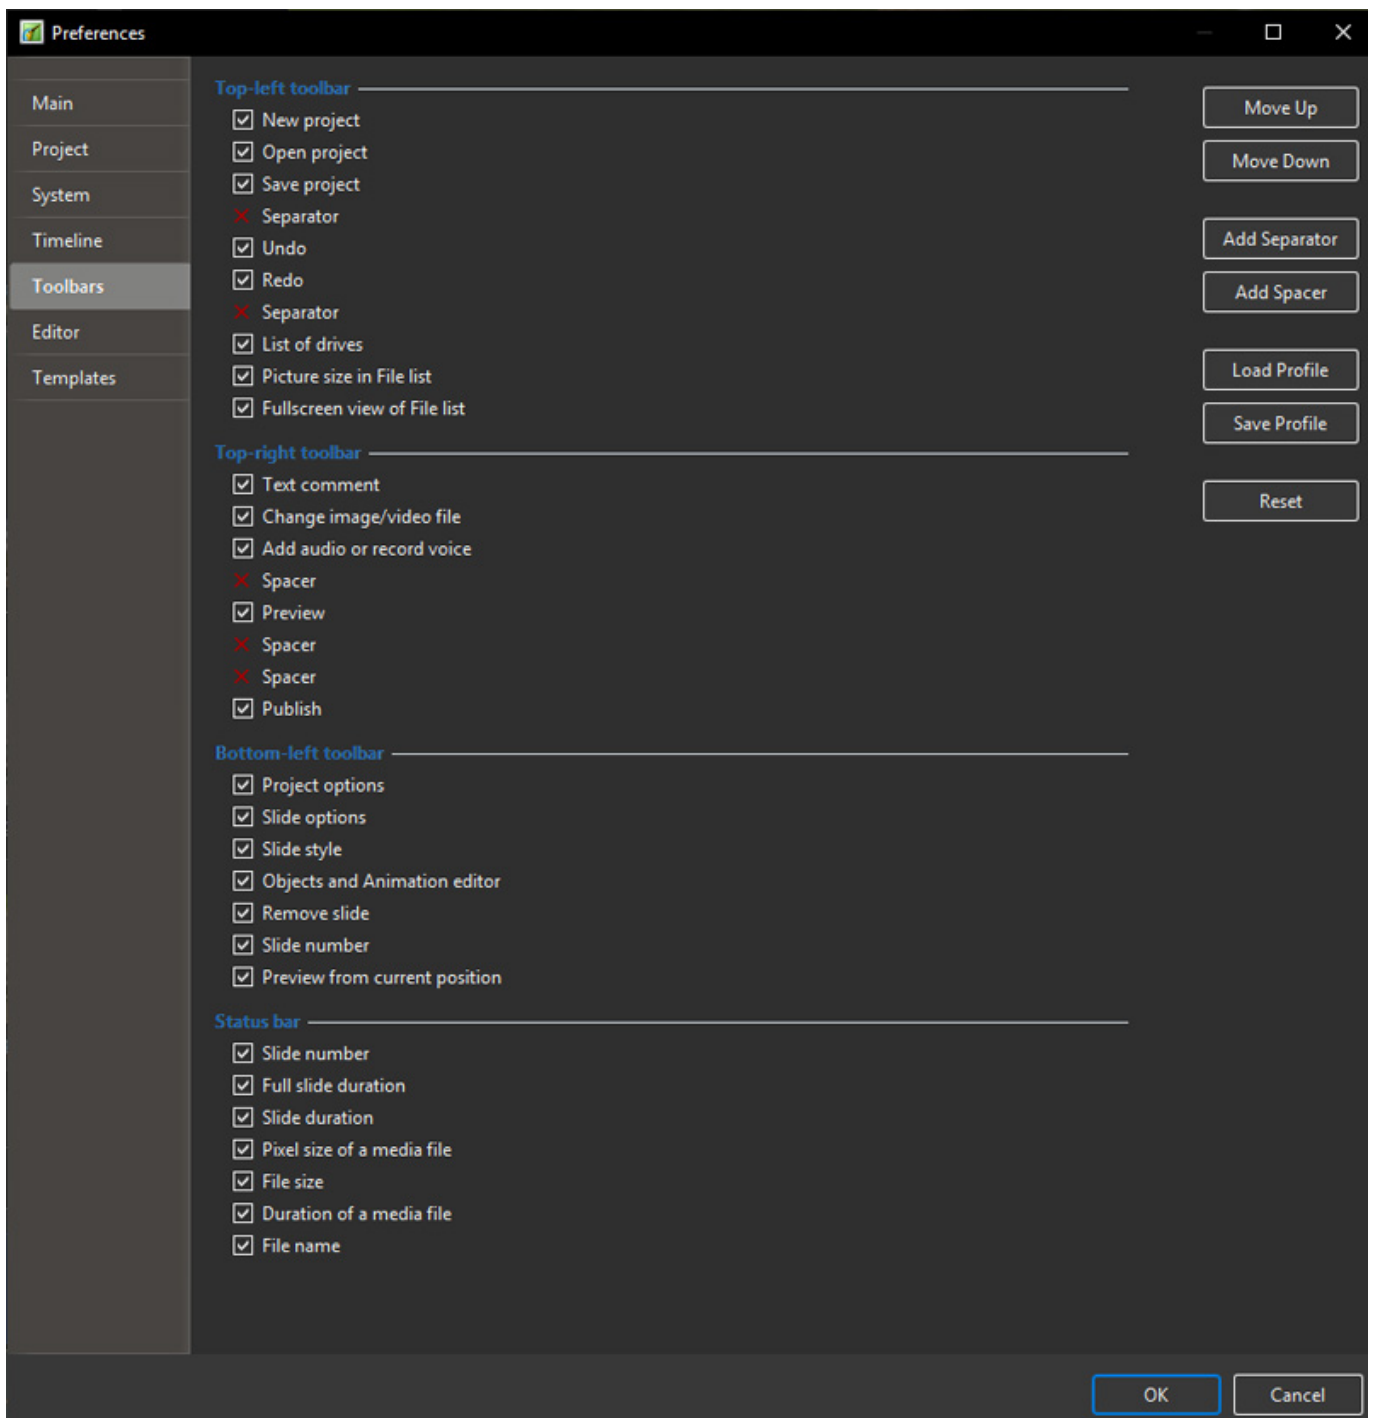 Preferences
Main
Project
System
Timeline
Toolbars
Editor
Templates
Top-left toolbar
New project
Open project
Save project
Separator
Undo
Redo
Separator
List of drives
Picture size in File list
Fullscreen view of File list
Top-right toolbar
Text comment
Change image/video file
Add audio or record voice
Spacer
Preview
Spacer
Spacer
Publish
Bottom-left toolbar
Project options
Slide options
Slide style
Objects and Animation editor
Remove slide
Slide number
Preview from current position
Status bar
Slide number
Full slide duration
Slide duration
Pixel size of a media file
File size
Duration of a media file
File name
Move Up
Move Down
Add Separator
Add Spacer
Load Profile
Save Profile
Reset
OK
Cancel